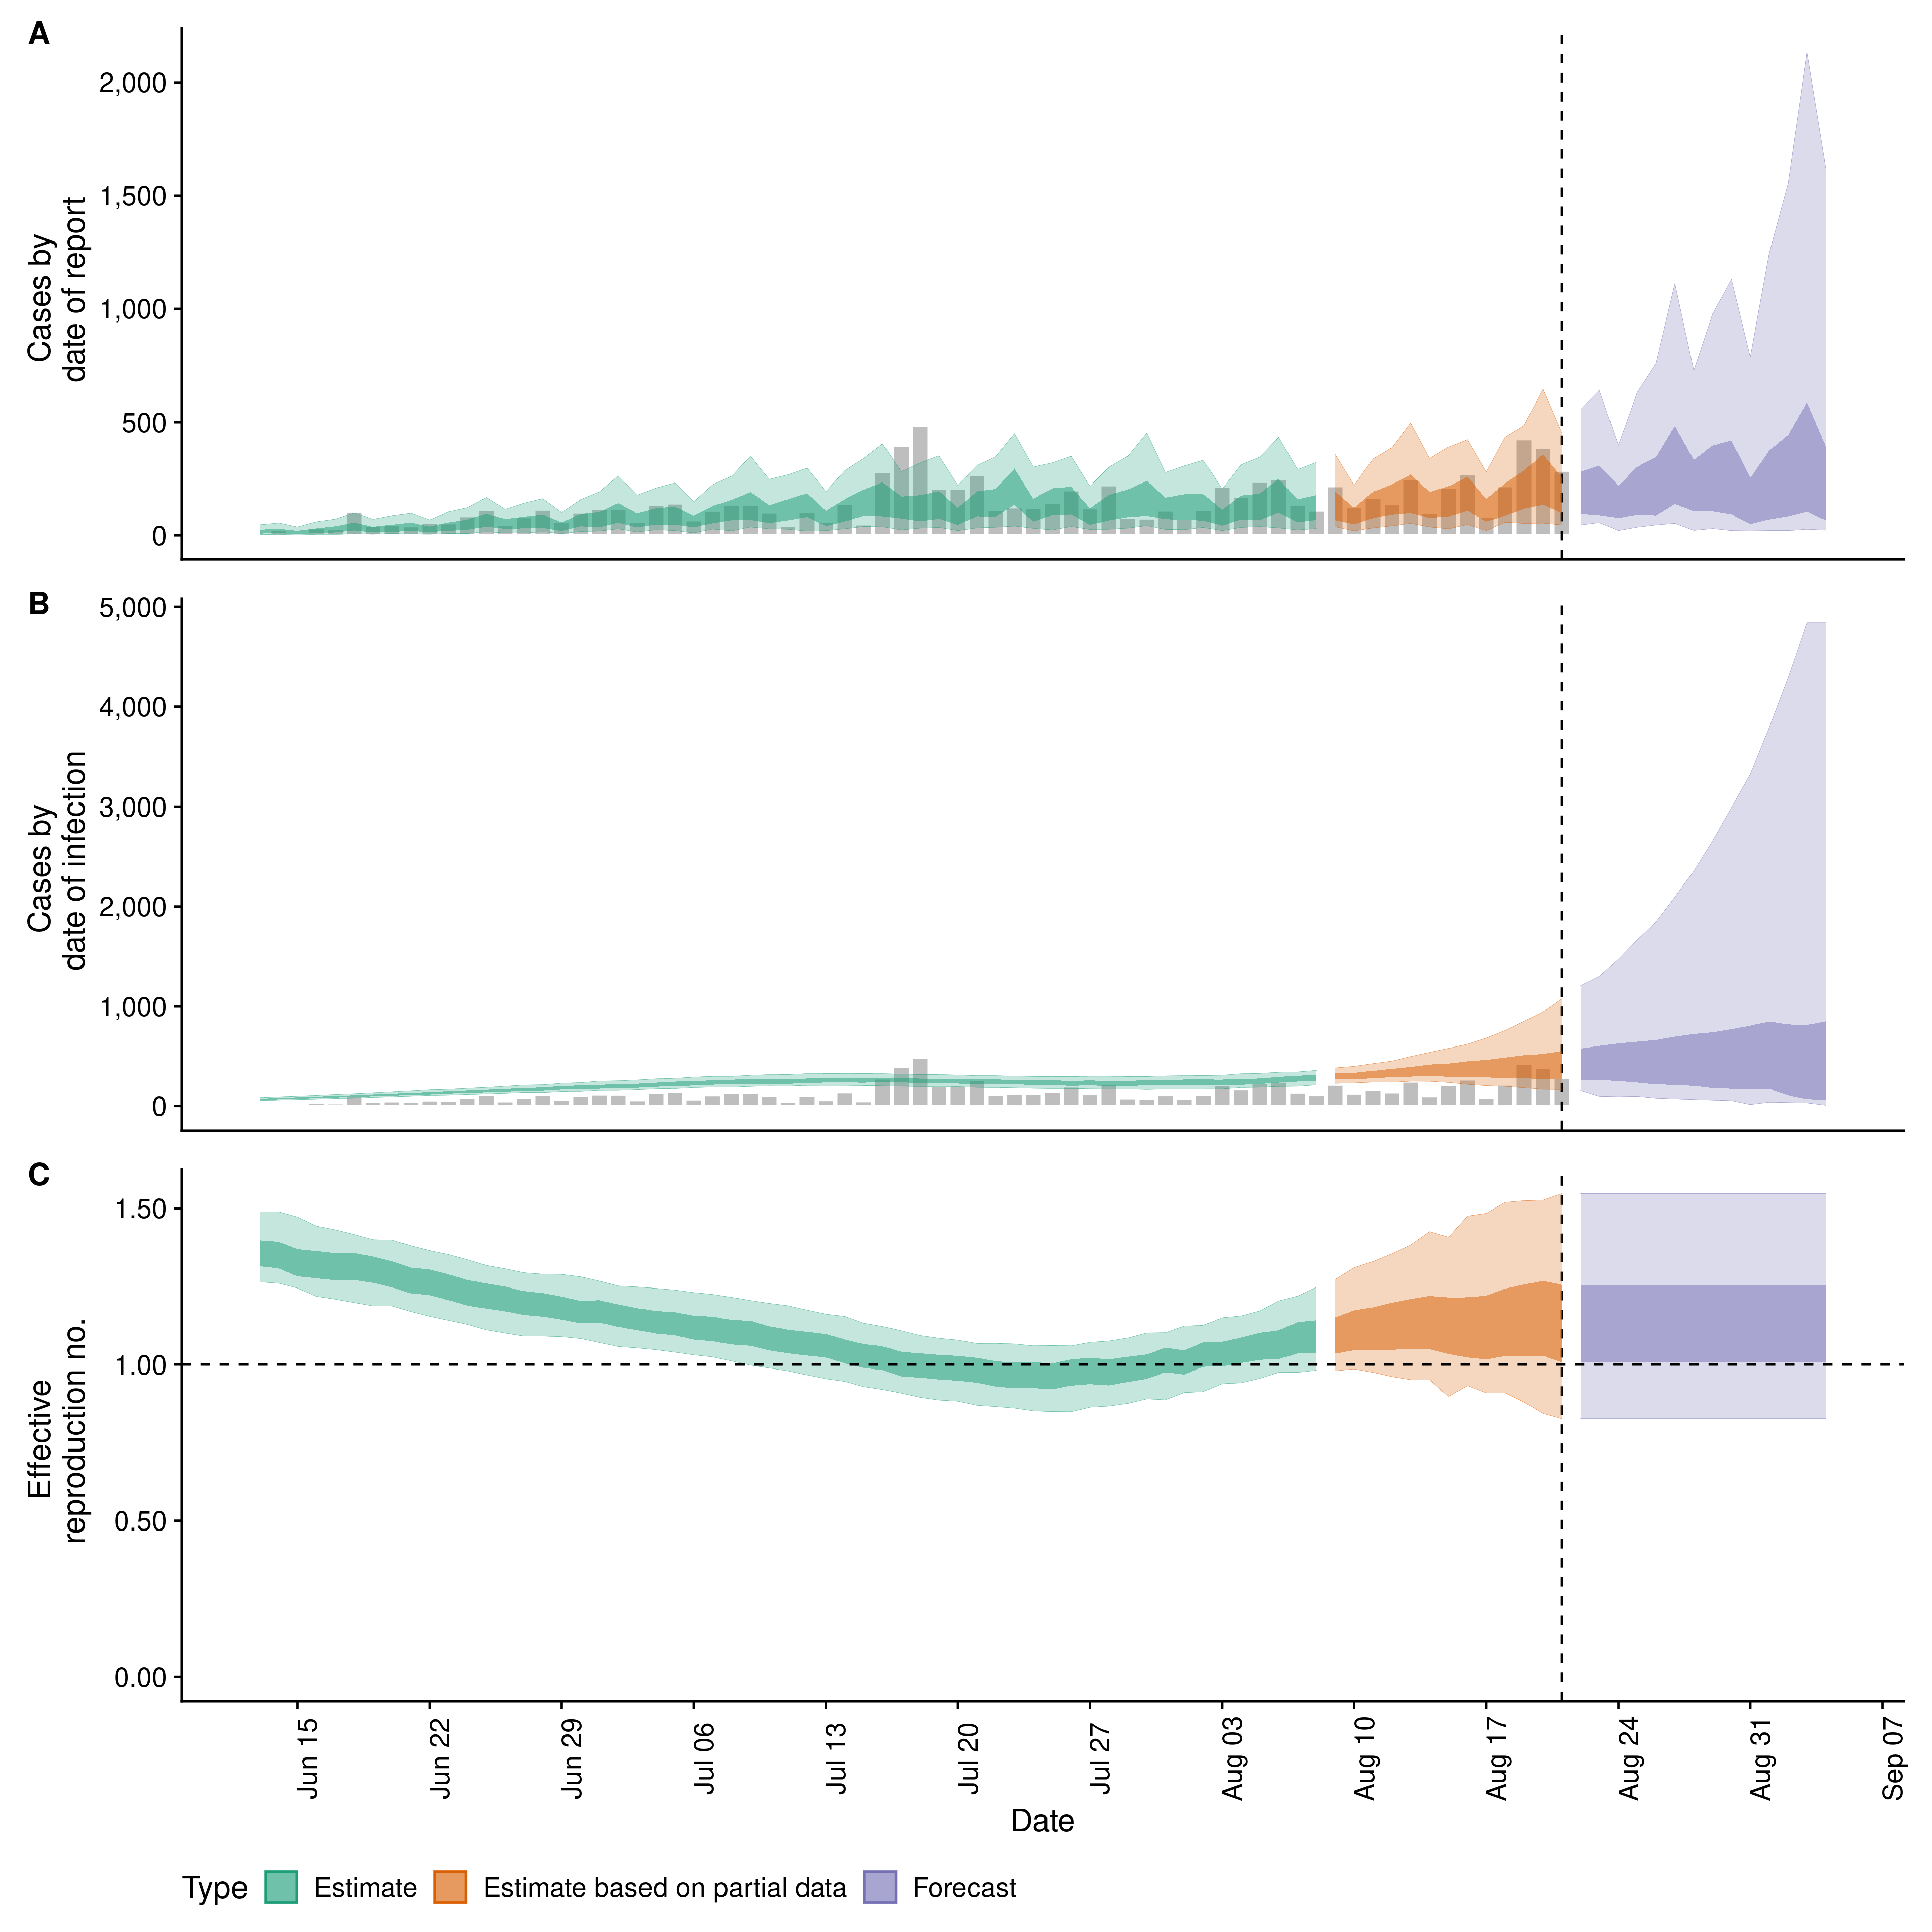 A
2,000
1,500
1,000
500
0
Cases by
date of report
B
5,000
4,000
3,000
2,000
1,000
0
Cases by
date of infection
C
1.50
1.00
0.50
0.00
Effective
reproduction no.
Jun 15
Jun 22
Jun 29
Jul 06
Jul 13
Jul 20
Jul 27
Aug 03
Aug 10
Aug 17
Aug 24
Aug 31
Sep 07
Date
Type Estimate Estimate based on partial data Forecast